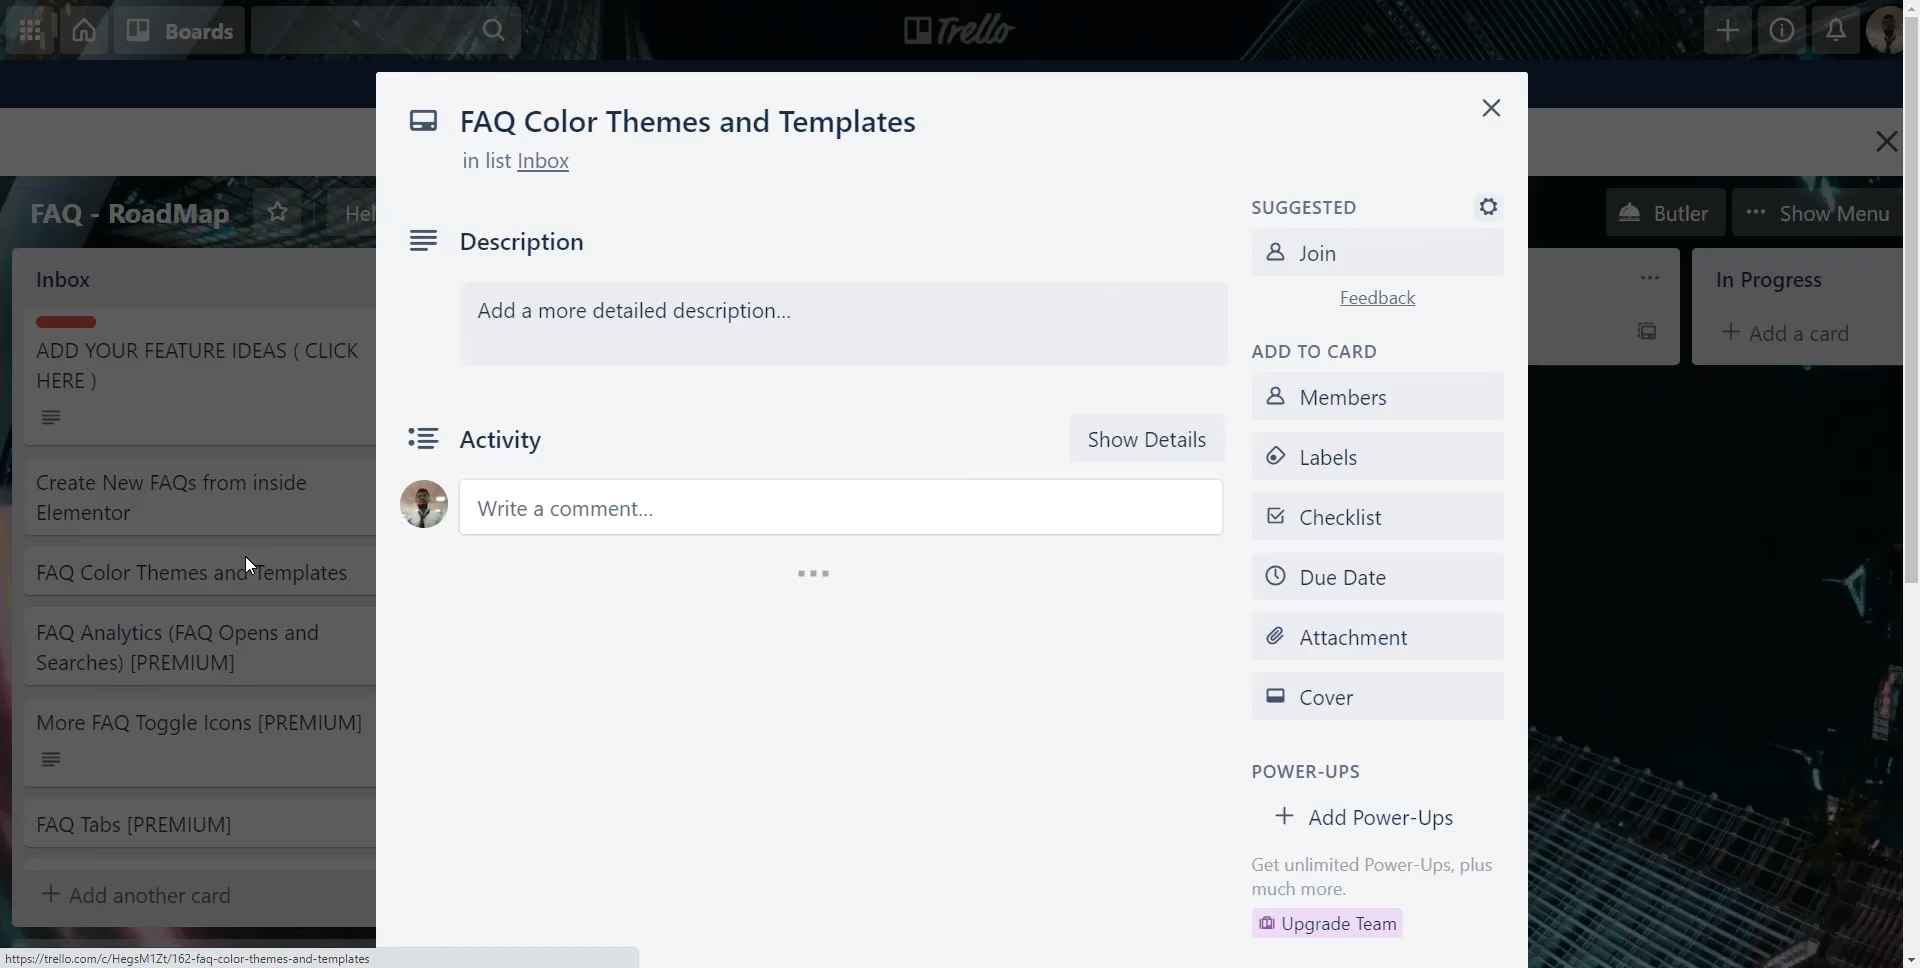 Boards
Trello
FAQ - RoadMap
Hel
Butler
Show Menu
Inbox
ADD YOUR FEATURE IDEAS ( CLICK
HERE )
Create New FAQs from inside
Elementor
FAQ Color Themes and Templates
FAQ Analytics (FAQ Opens and
Searches) [PREMIUM]
More FAQ Toggle Icons [PREMIUM]
FAQ Tabs [PREMIUM]
+ Add another card
FAQ Color Themes and Templates
in list Inbox
Description
Add a more detailed description...
Activity
Show Details
Write a comment...
SUGGESTED
Join
Feedback
ADD TO CARD
Members
Labels
Checklist
Due Date
Attachment
Cover
POWER-UPS
+ Add Power-Ups
Get unlimited Power-Ups, plus
much more.
Upgrade Team
In Progress
+ Add a card
https://trello.com/c/HegsM1Zt/162-faq-color-themes-and-templates